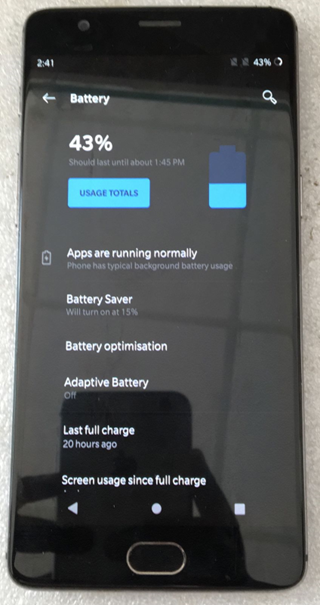 2:41
43%
Battery
43%
Should last until about 1:45 PM
USAGE TOTALS
Apps are running normally
Phone has typical background battery usage
Battery Saver
Will turn on at 15%
Battery optimisation
Adaptive Battery
Off
Last full charge
20 hours ago
Screen usage since full charge